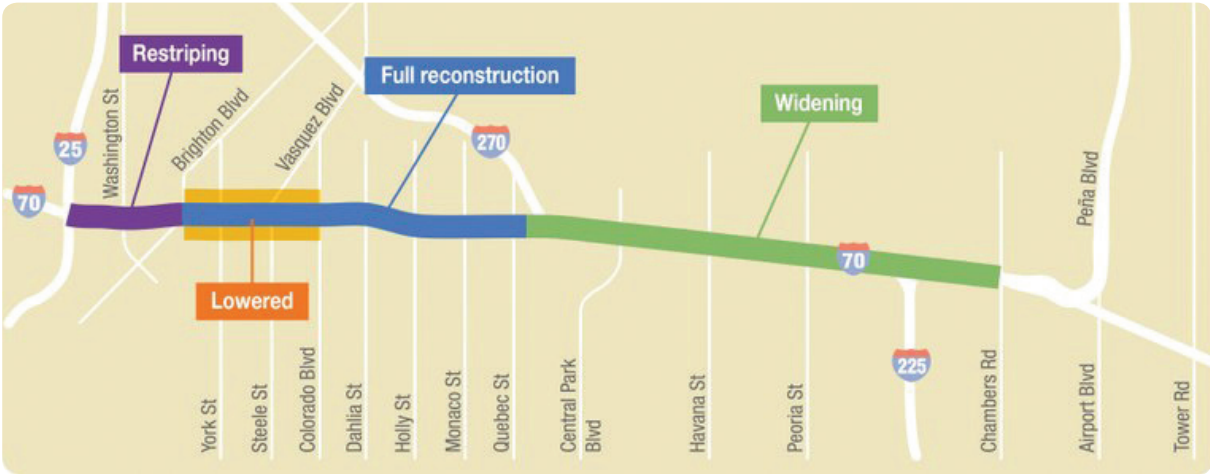 Restriping
Full reconstruction
Widening
Lowered
25
70
270
70
225
Washington St
Brighton Blvd
Vasquez Blvd
Peña Blvd
York St
Steele St
Colorado Blvd
Dahlia St
Holly St
Monaco St
Quebec St
Central Park
Blvd
Havana St
Peoria St
Chambers Rd
Airport Blvd
Tower Rd